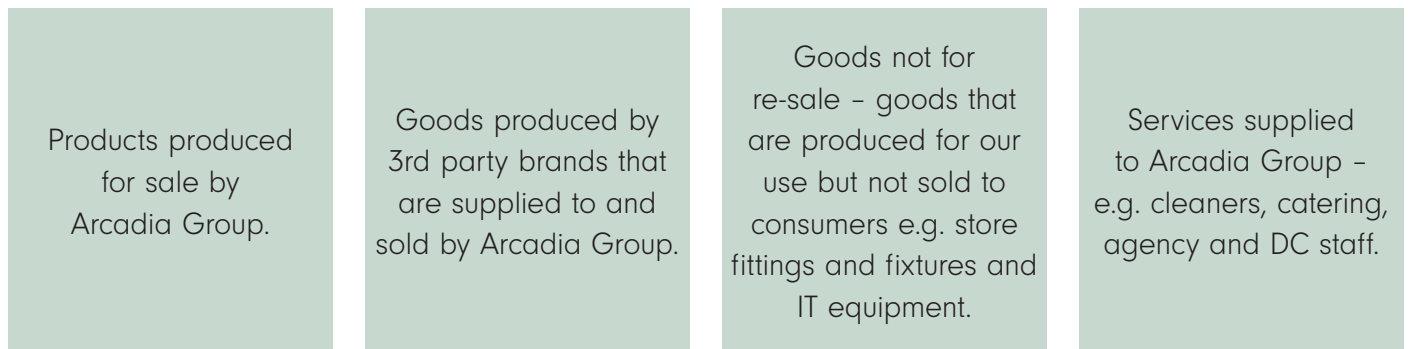 Products produced
for sale by
Arcadia Group.
Goods produced by
3rd party brands that
are supplied to and
sold by Arcadia Group.
Goods not for
re-sale – goods that
are produced for our
use but not sold to
consumers e.g. store
fittings and fixtures and
IT equipment.
Services supplied
to Arcadia Group –
e.g. cleaners, catering,
agency and DC staff.